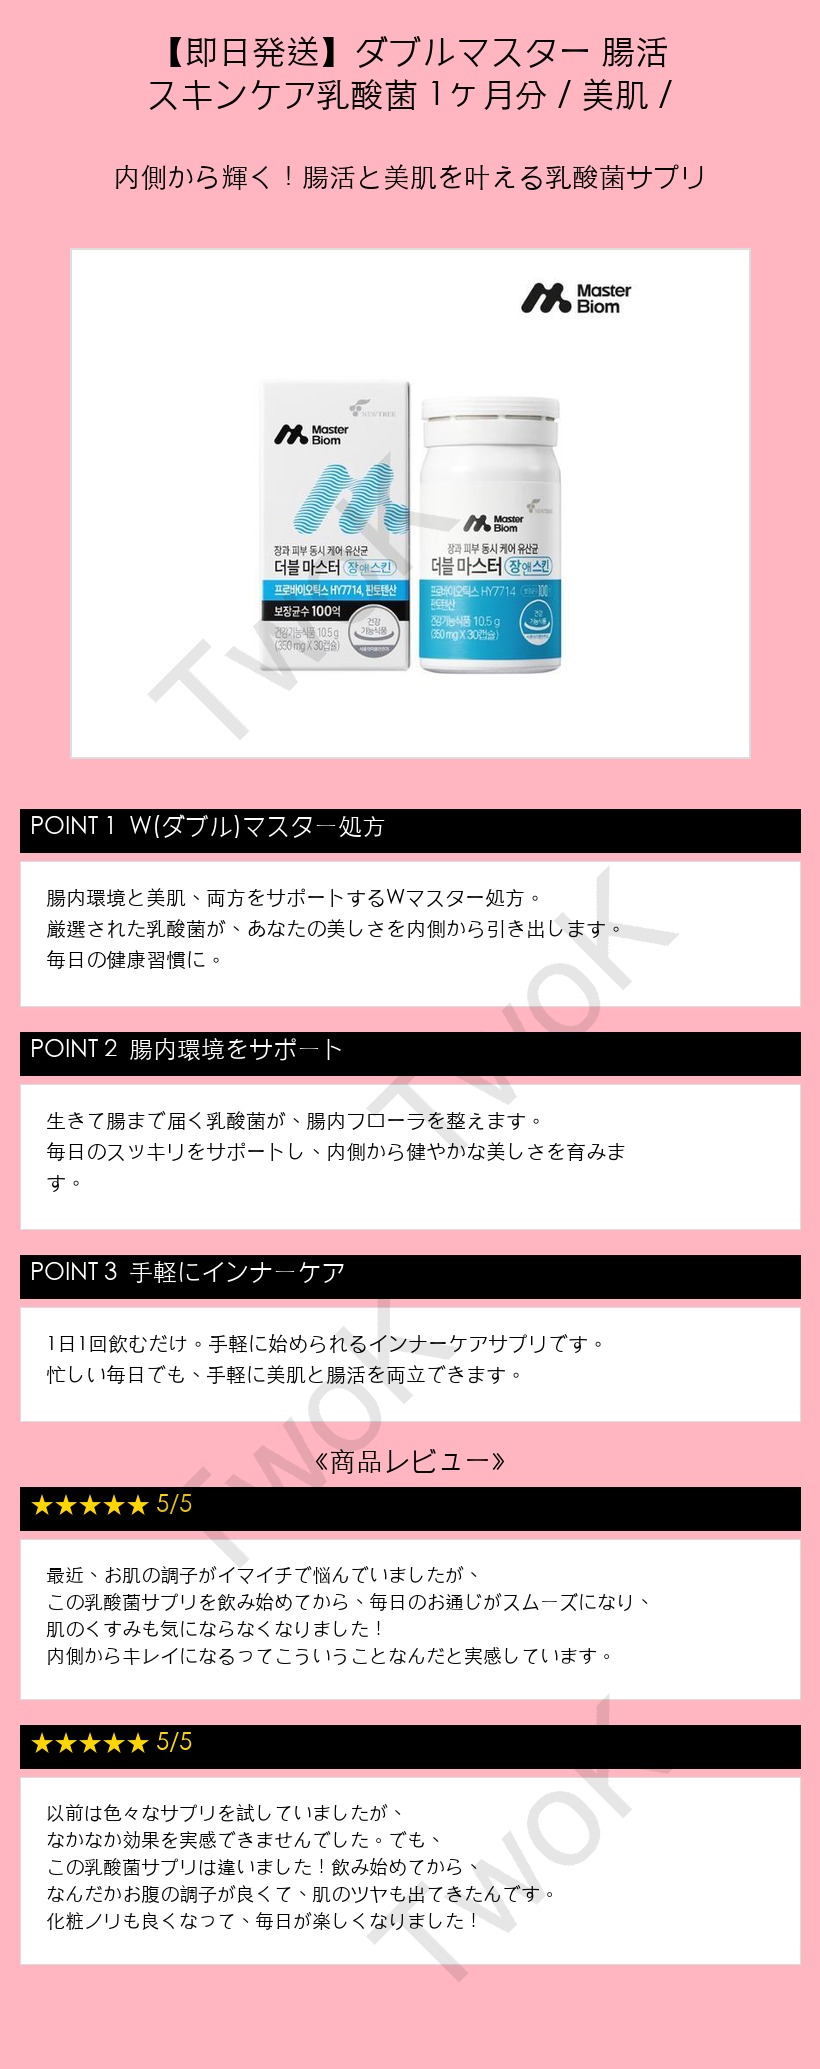 【即日発送】ダブルマスター 腸活
スキンケア乳酸菌 1ヶ月分 / 美肌 /
内側から輝く！腸活と美肌を叶える乳酸菌サプリ
Master
Biom
NEWTREE
Master
Biom
장과 피부 동시 케어 유산균
더블 마스터 장애스킨
프로바이오틱스 HY7714, 판토텐산
보장균수 100억
건강기능식품 10.5 g
(350 mg X 30캡슐)
건강
기능식품
NEWTREE
Master
Biom
장과 피부 동시 케어 유산균
더블 마스터 장애스킨
프로바이오틱스 HY7714
판토텐산
건강기능식품 10.5 g
(350 mg X 30캡슐)
건강
기능식품
TwoK
POINT 1 W(ダブル)マスター処方
腸内環境と美肌、両方をサポートするWマスター処方。
厳選された乳酸菌が、あなたの美しさを内側から引き出します。
毎日の健康習慣に。
TwoK
POINT 2 腸内環境をサポート
生きて腸まで届く乳酸菌が、腸内フローラを整えます。
毎日のスッキリをサポートし、内側から健やかな美しさを育みま
す。
POINT 3 手軽にインナーケア
1日1回飲むだけ。手軽に始められるインナーケアサプリです。
忙しい毎日でも、手軽に美肌と腸活を両立できます。
TwoK
《商品レビュー》
★★★★★ 5/5
最近、お肌の調子がイマイチで悩んでいましたが、
この乳酸菌サプリを飲み始めてから、毎日のお通じがスムーズになり、
肌のくすみも気にならなくなりました！
内側からキレイになるってこういうことなんだと実感しています。
★★★★★ 5/5
以前は色々なサプリを試していましたが、
なかなか効果を実感できませんでした。でも、
この乳酸菌サプリは違いました！飲み始めてから、
なんだかお腹の調子が良くて、肌のツヤも出てきたんです。
化粧ノリも良くなって、毎日が楽しくなりました！
TwoK